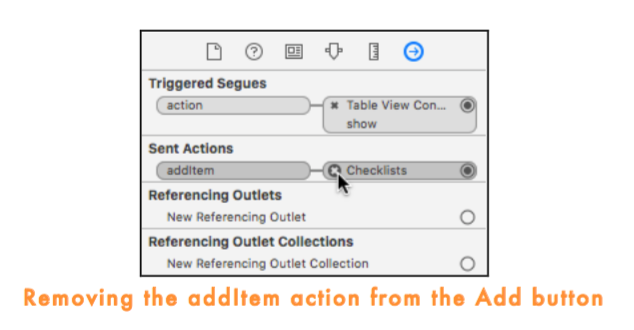 Triggered Segues
action
Table View Con...
show
Sent Actions
addItem
Checklists
Referencing Outlets
New Referencing Outlet
Referencing Outlet Collections
New Referencing Outlet Collection
Removing the addItem action from the Add button